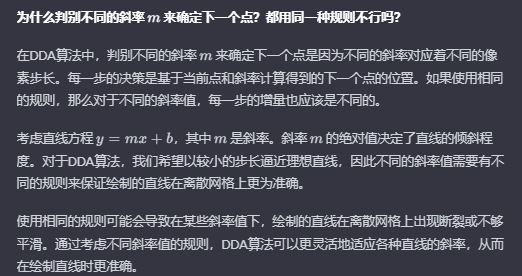 为什么判别不同的斜率 m 来确定下一个点？都用同一种规则不行吗？
在DDA算法中，判别不同的斜率 m 来确定下一个点是因为不同的斜率对应着不同的像
素步长。每一步的决策是基于当前点和斜率计算得到的下一个点的位置。如果使用相同
的规则，那么对于不同的斜率值，每一步的增量也应该是不同的。
考虑直线方程 y = mx + b，其中 m 是斜率。斜率 m 的绝对值决定了直线的倾斜程
度。对于DDA算法，我们希望以较小的步长逼近理想直线，因此不同的斜率值需要有不
同的规则来保证绘制的直线在离散网格上更为准确。
使用相同的规则可能会导致在某些斜率值下，绘制的直线在离散网格上出现断裂或不够
平滑。通过考虑不同斜率值的规则，DDA算法可以更灵活地适应各种直线的斜率，从而
在绘制直线时更准确。